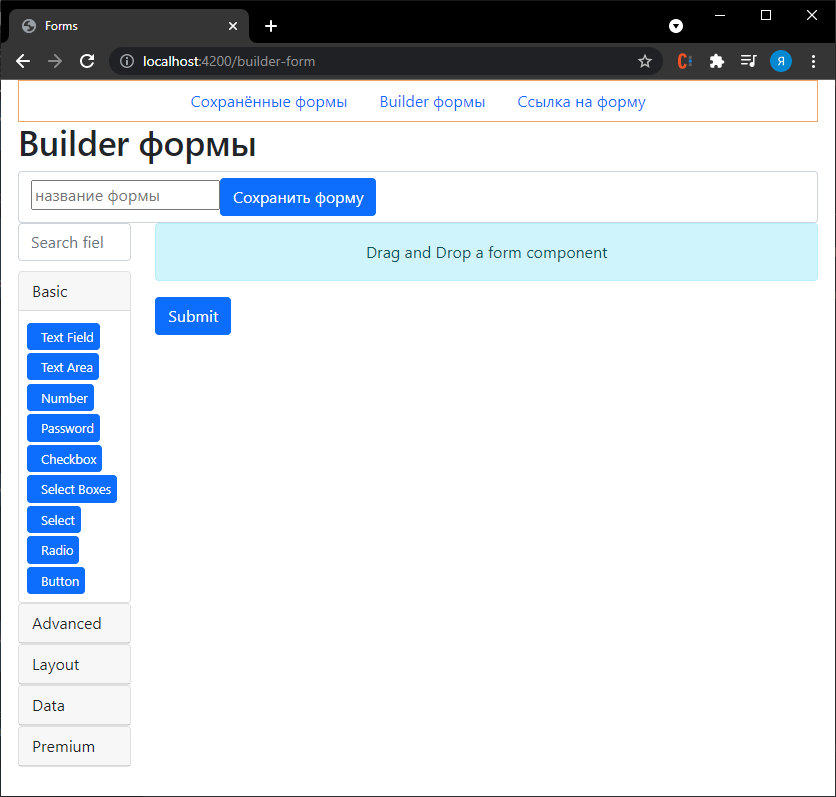 Forms
localhost:4200/builder-form
Я
Сохранённые формы Builder формы Ссылка на форму
Builder формы
название формы Сохранить форму
Search fiel
Drag and Drop a form component
Basic
Submit
Text Field
Text Area
Number
Password
Checkbox
Select Boxes
Select
Radio
Button
Advanced
Layout
Data
Premium